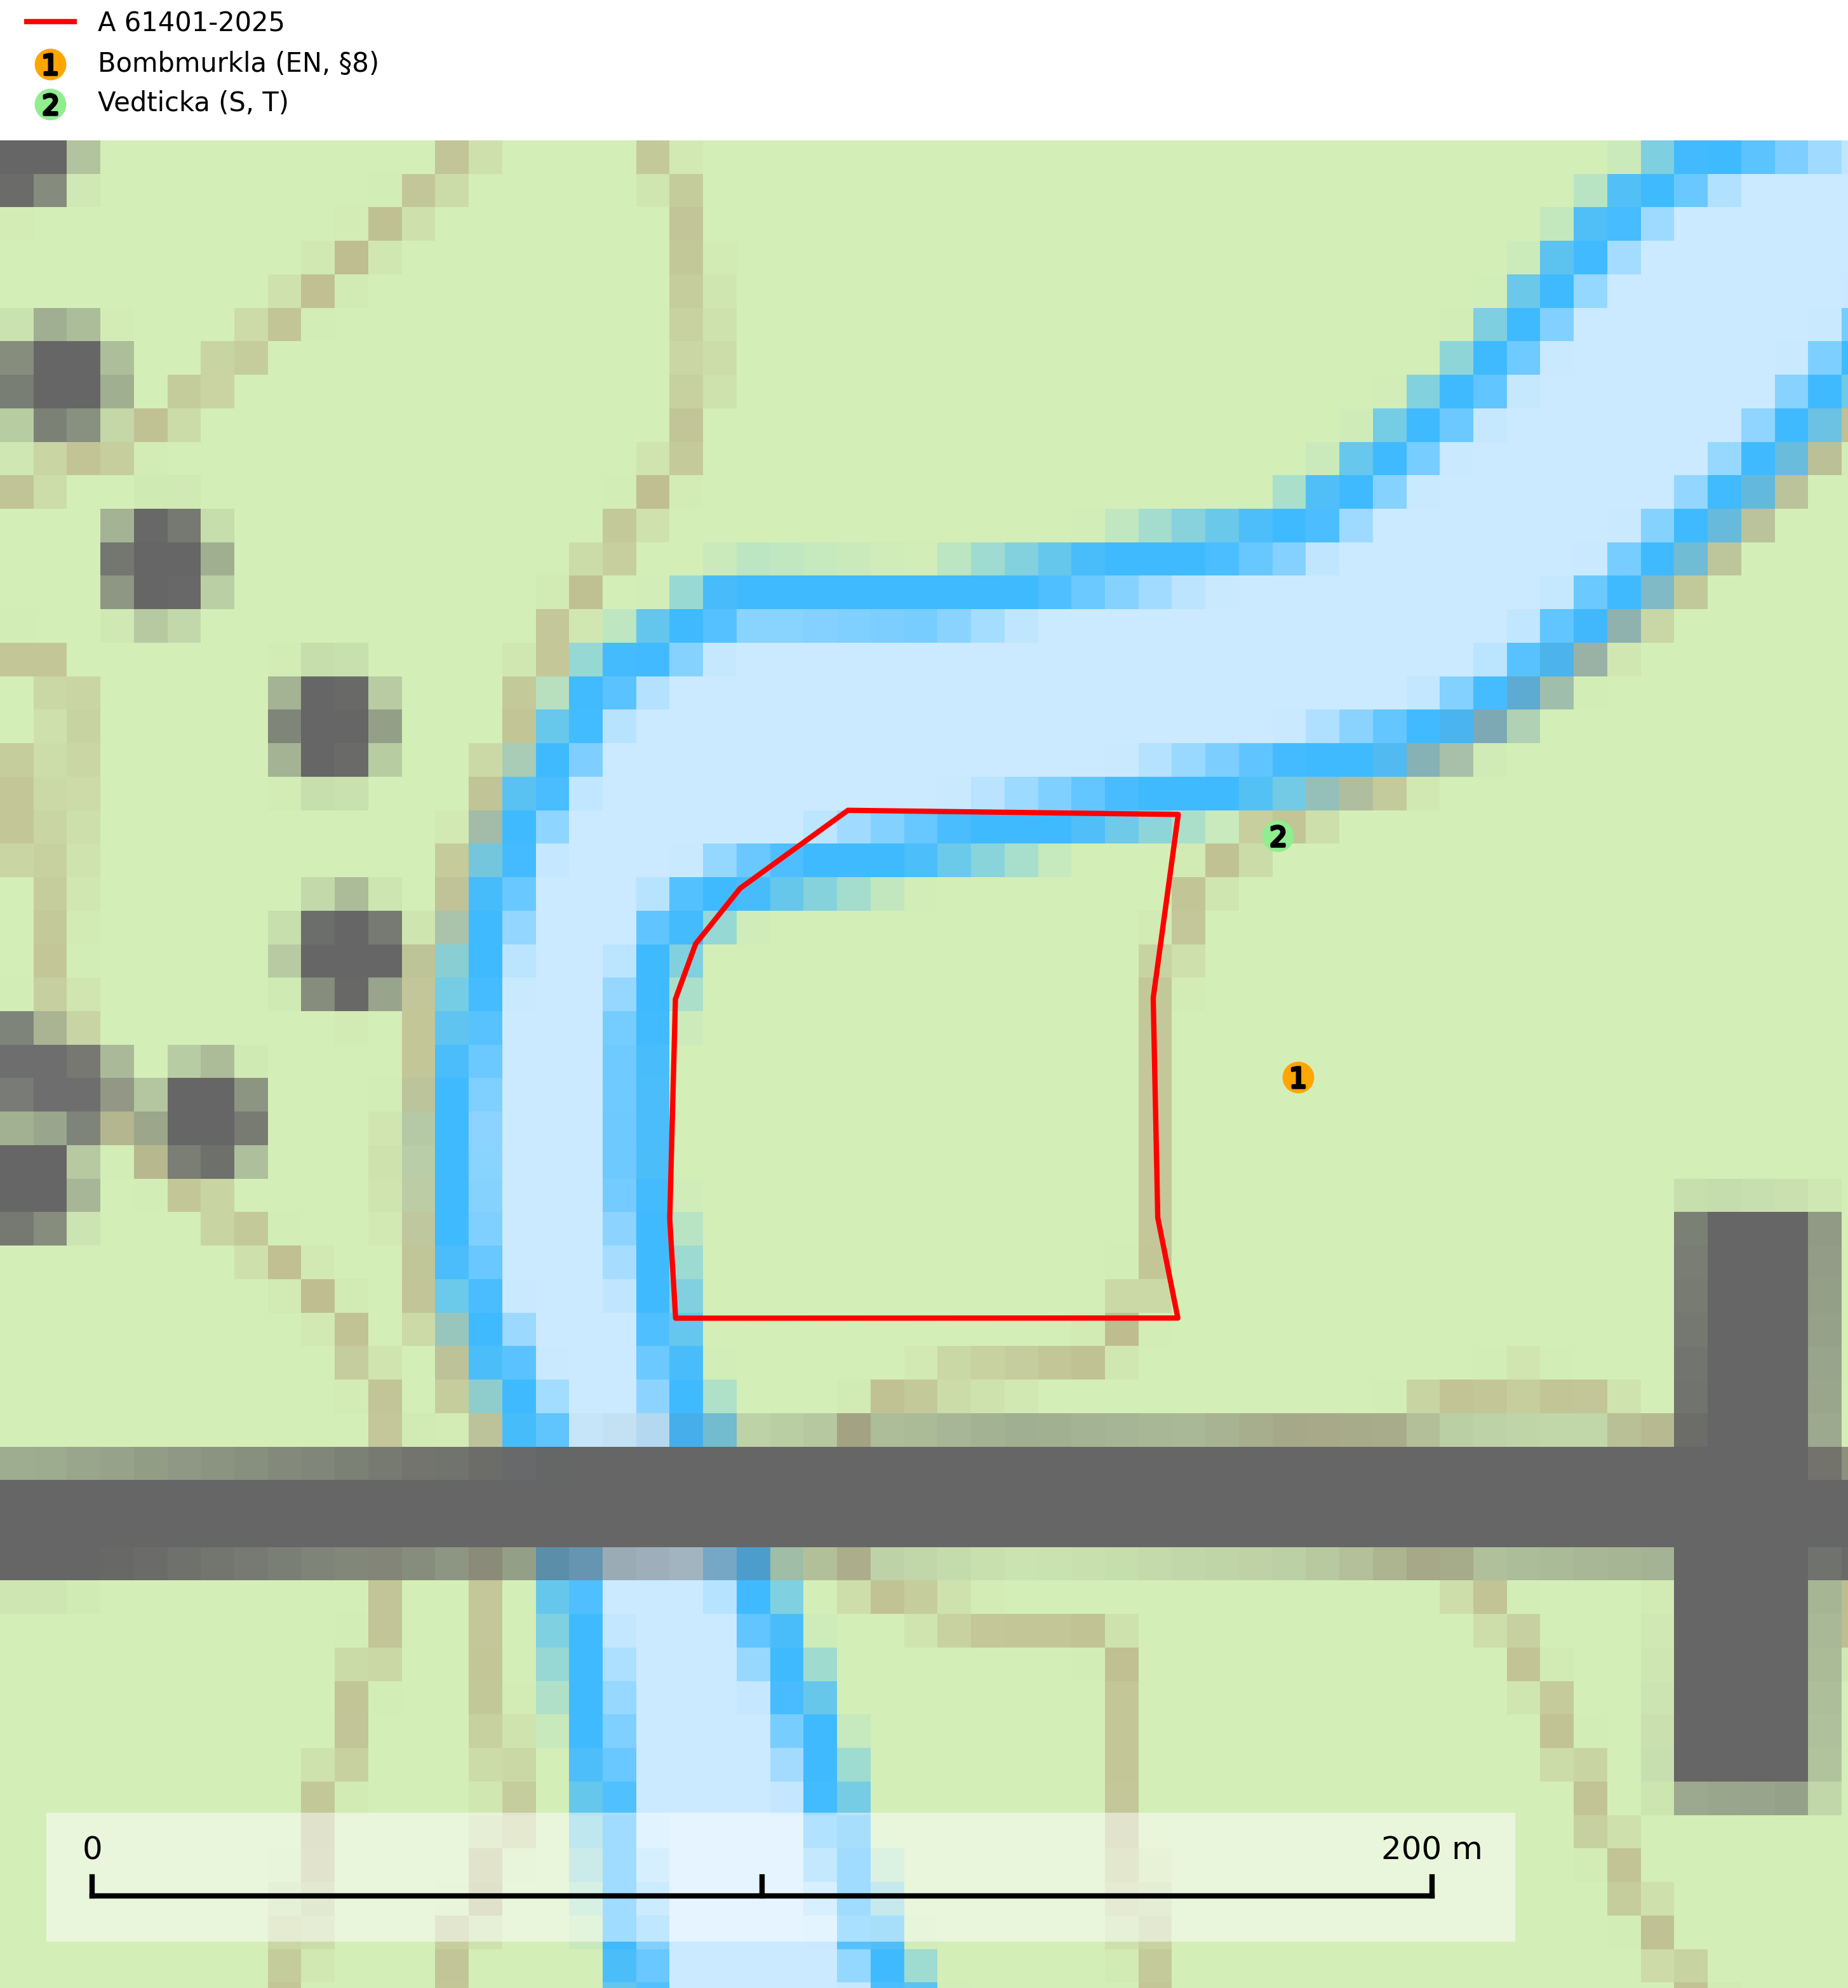 A 61401-2025
1 Bombmurkla (EN, §8)
2 Vedticka (S, T)
2
1
0 200 m